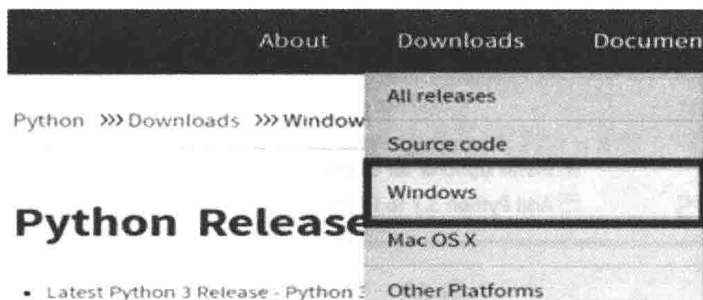 About Downloads Documen
All releases
Python >>> Downloads >>> Window
Source code
Windows
Python Release
Mac OS X
• Latest Python 3 Release - Python 3
Other Platforms